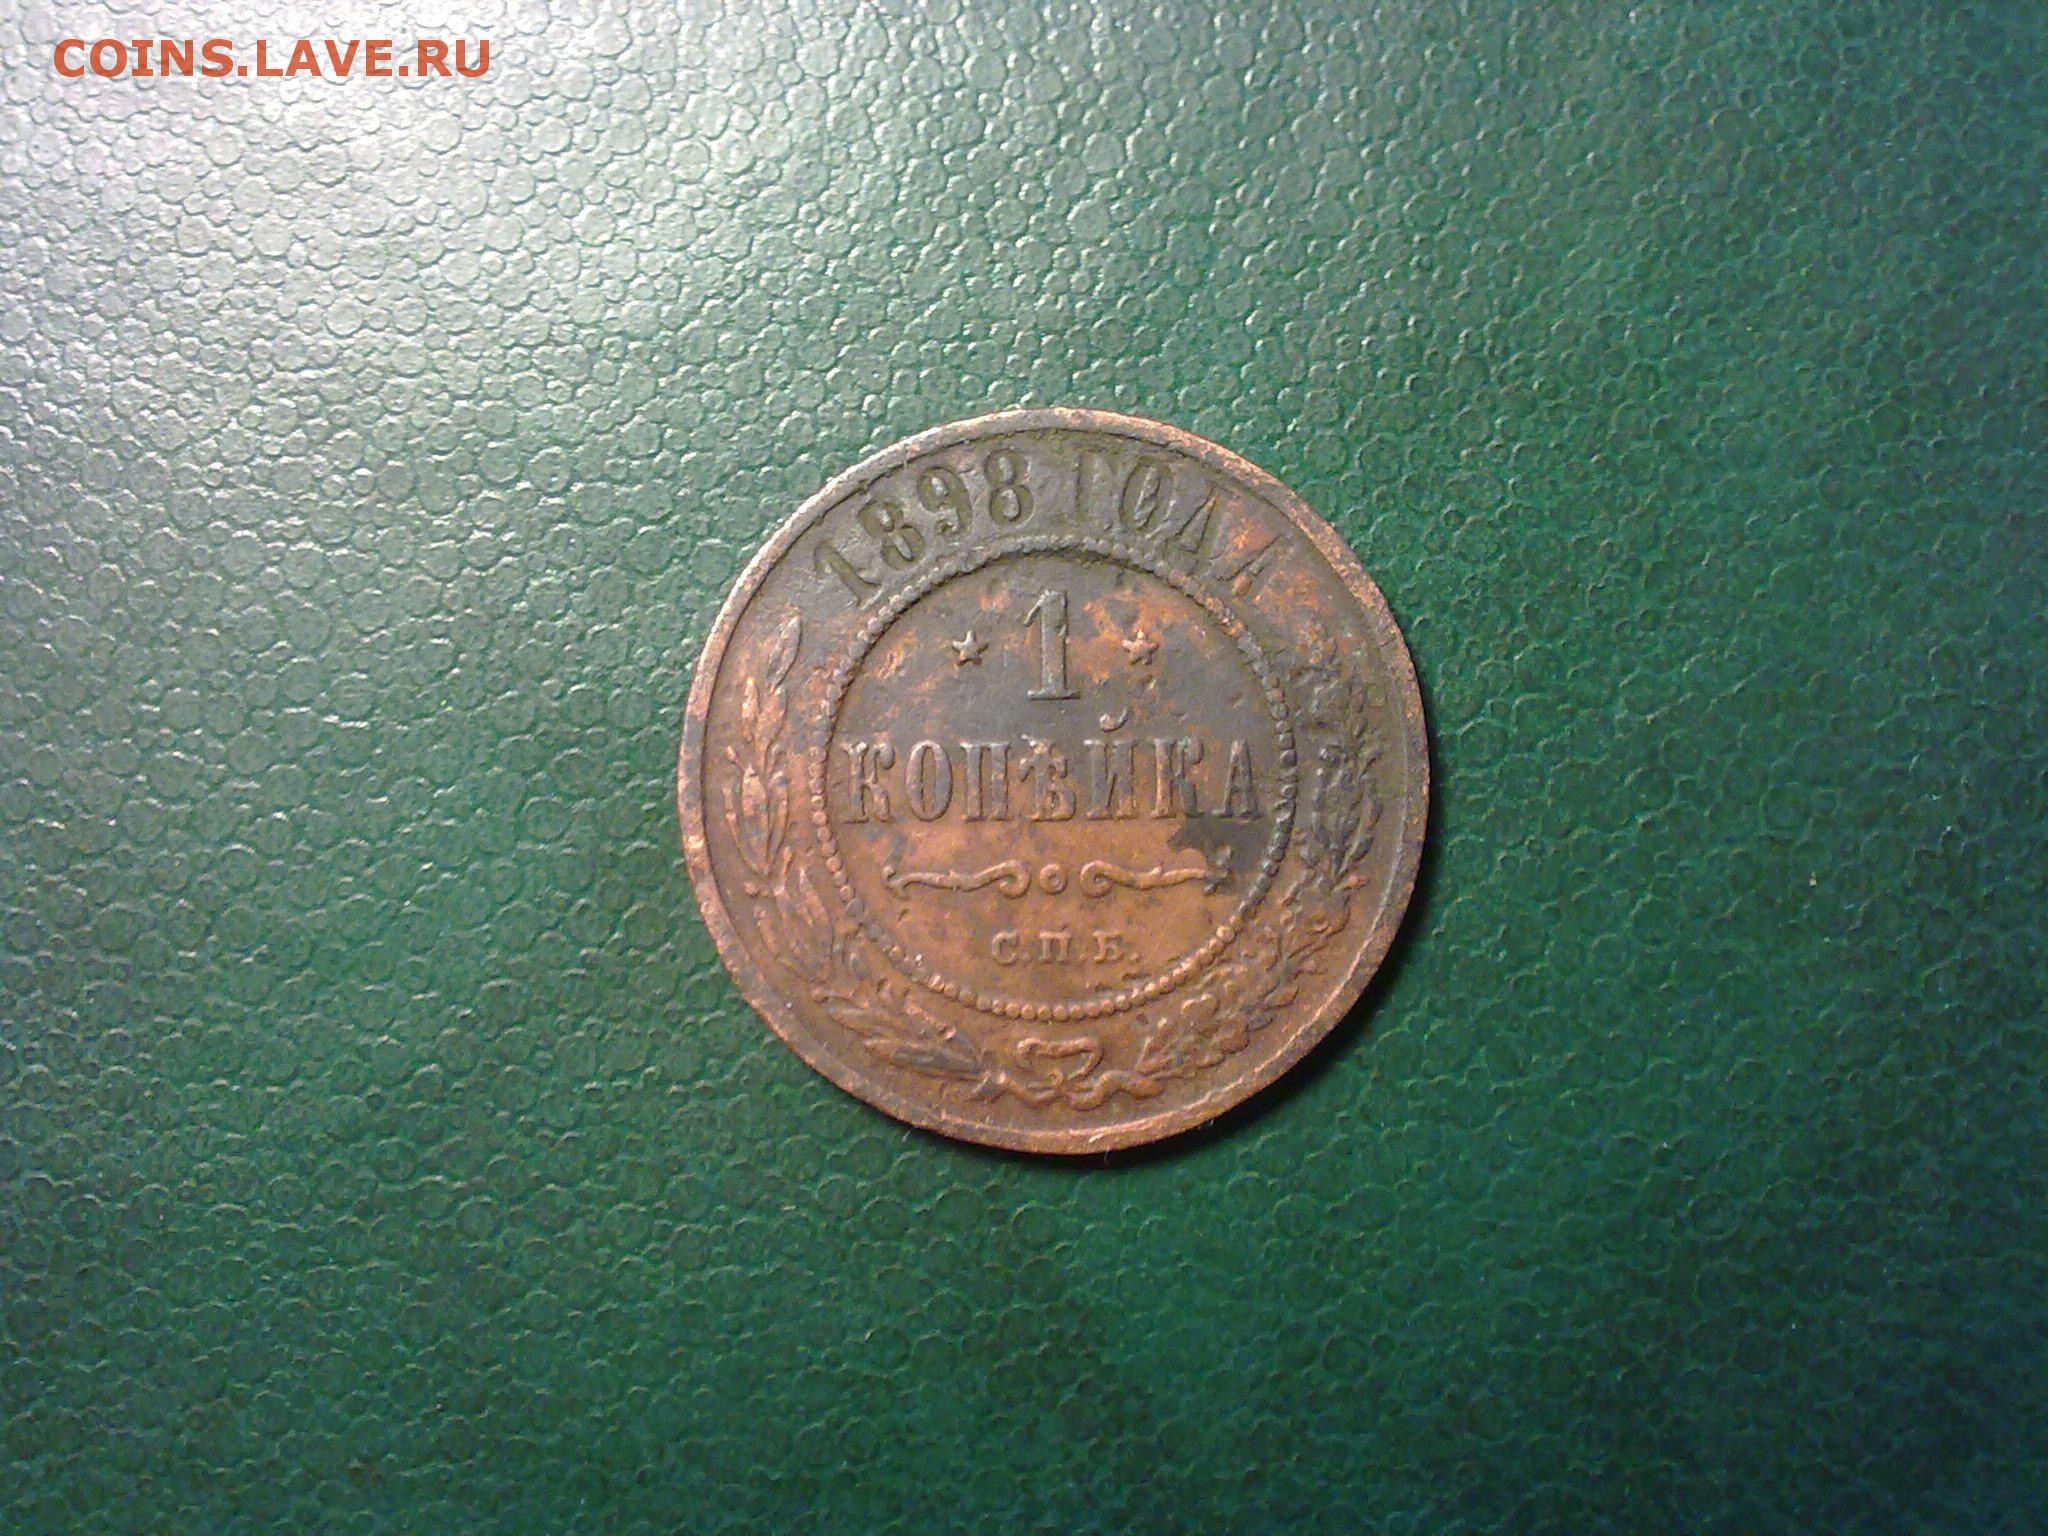 COINS.LAVE.RU
1898 ГОДА
1
КОПѢЙКА
С.П.Б.